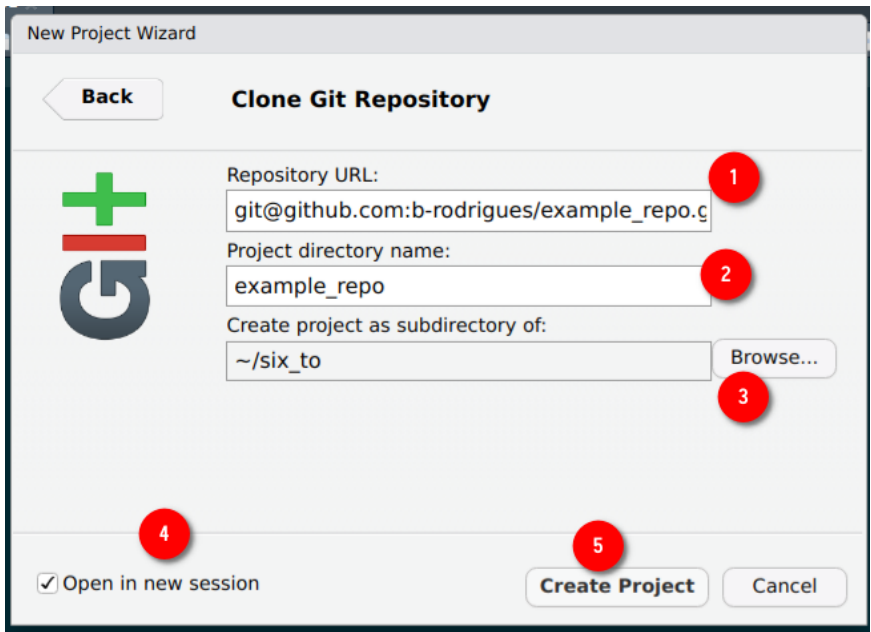 New Project Wizard
Back
Clone Git Repository
Repository URL:
1
git@github.com:b-rodrigues/example_repo.g
Project directory name:
2
example_repo
Create project as subdirectory of:
~/six_to
Browse...
3
4
5
Open in new session
Create Project
Cancel
GIt